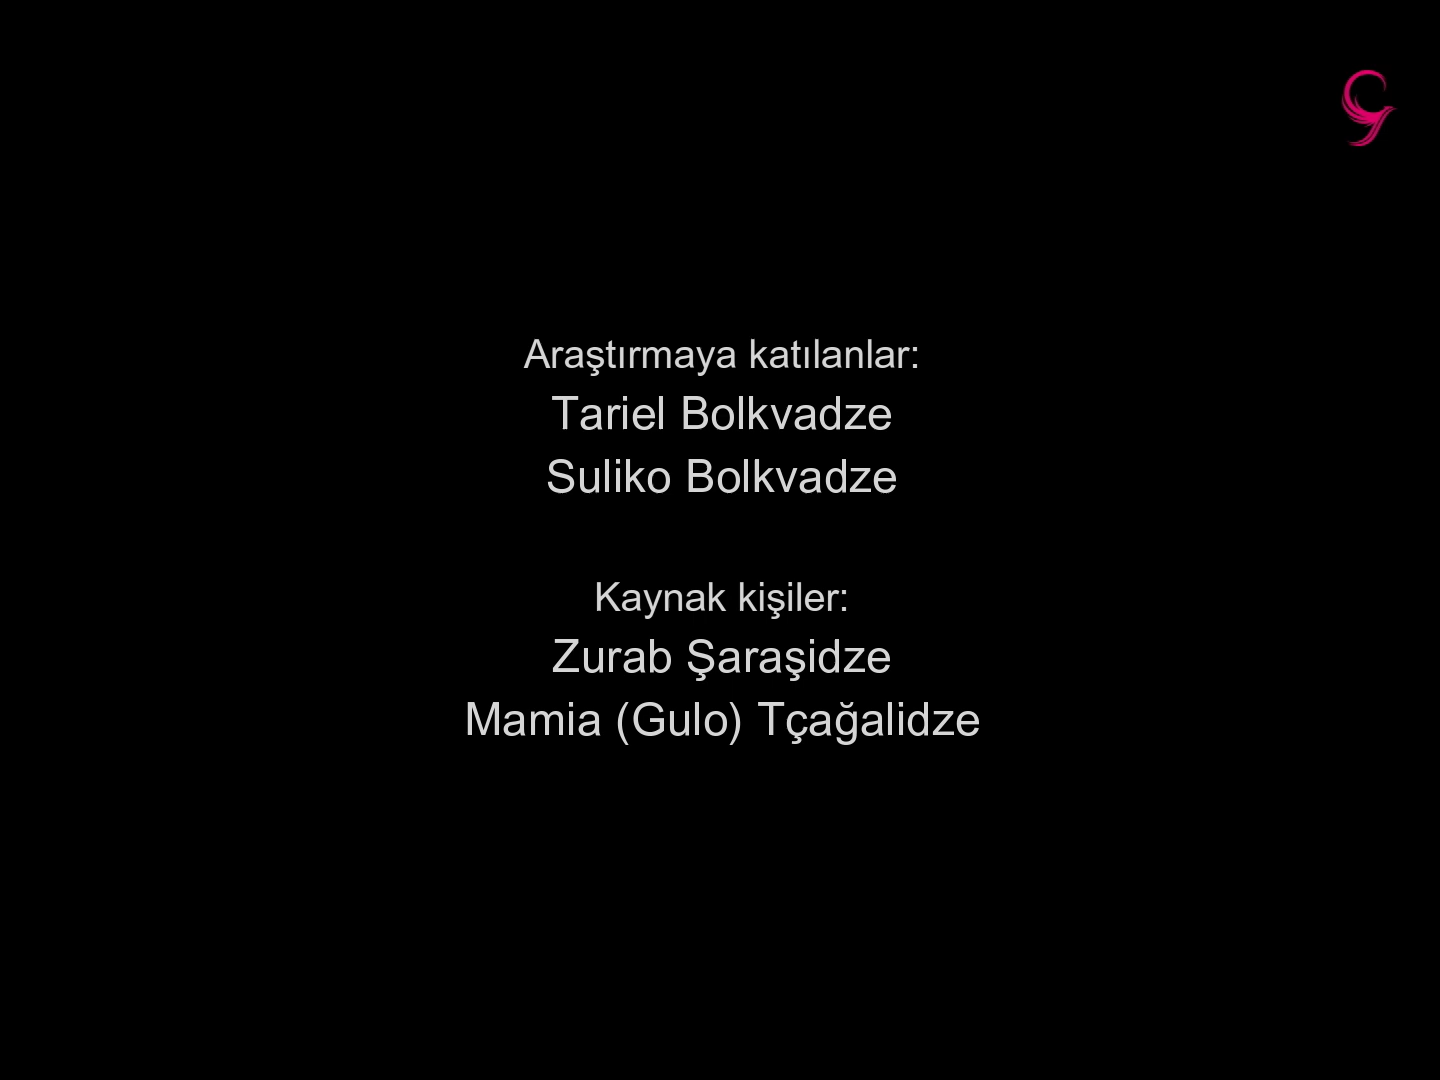 Araştırmaya katılanlar:
Tariel Bolkvadze
Suliko Bolkvadze
Kaynak kişiler:
Zurab Şaraşidze
Mamia (Gulo) Tçağalidze